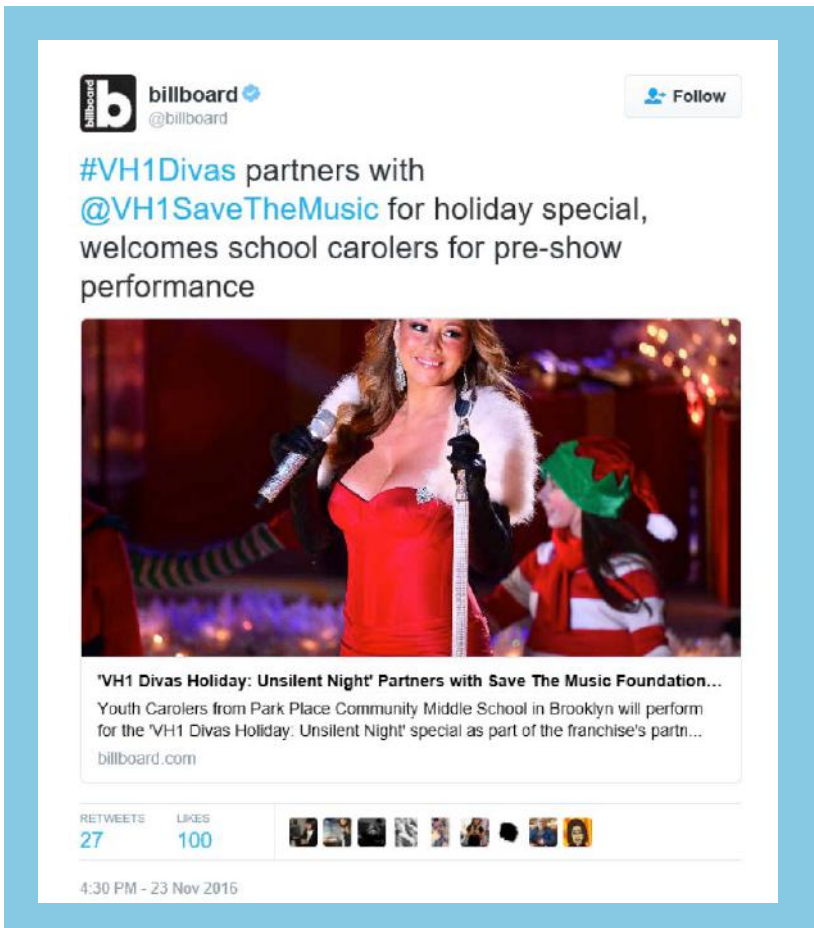 billboard
b
billboard
@billboard
Follow
#VH1Divas partners with
@VH1SaveTheMusic for holiday special,
welcomes school carolers for pre-show
performance
'VH1 Divas Holiday: Unsilent Night' Partners with Save The Music Foundation...
Youth Carolers from Park Place Community Middle School in Brooklyn will perform
for the 'VH1 Divas Holiday: Unsilent Night' special as part of the franchise's partn...
billboard.com
RETWEETS
LIKES
27
100
4:30 PM - 23 Nov 2016